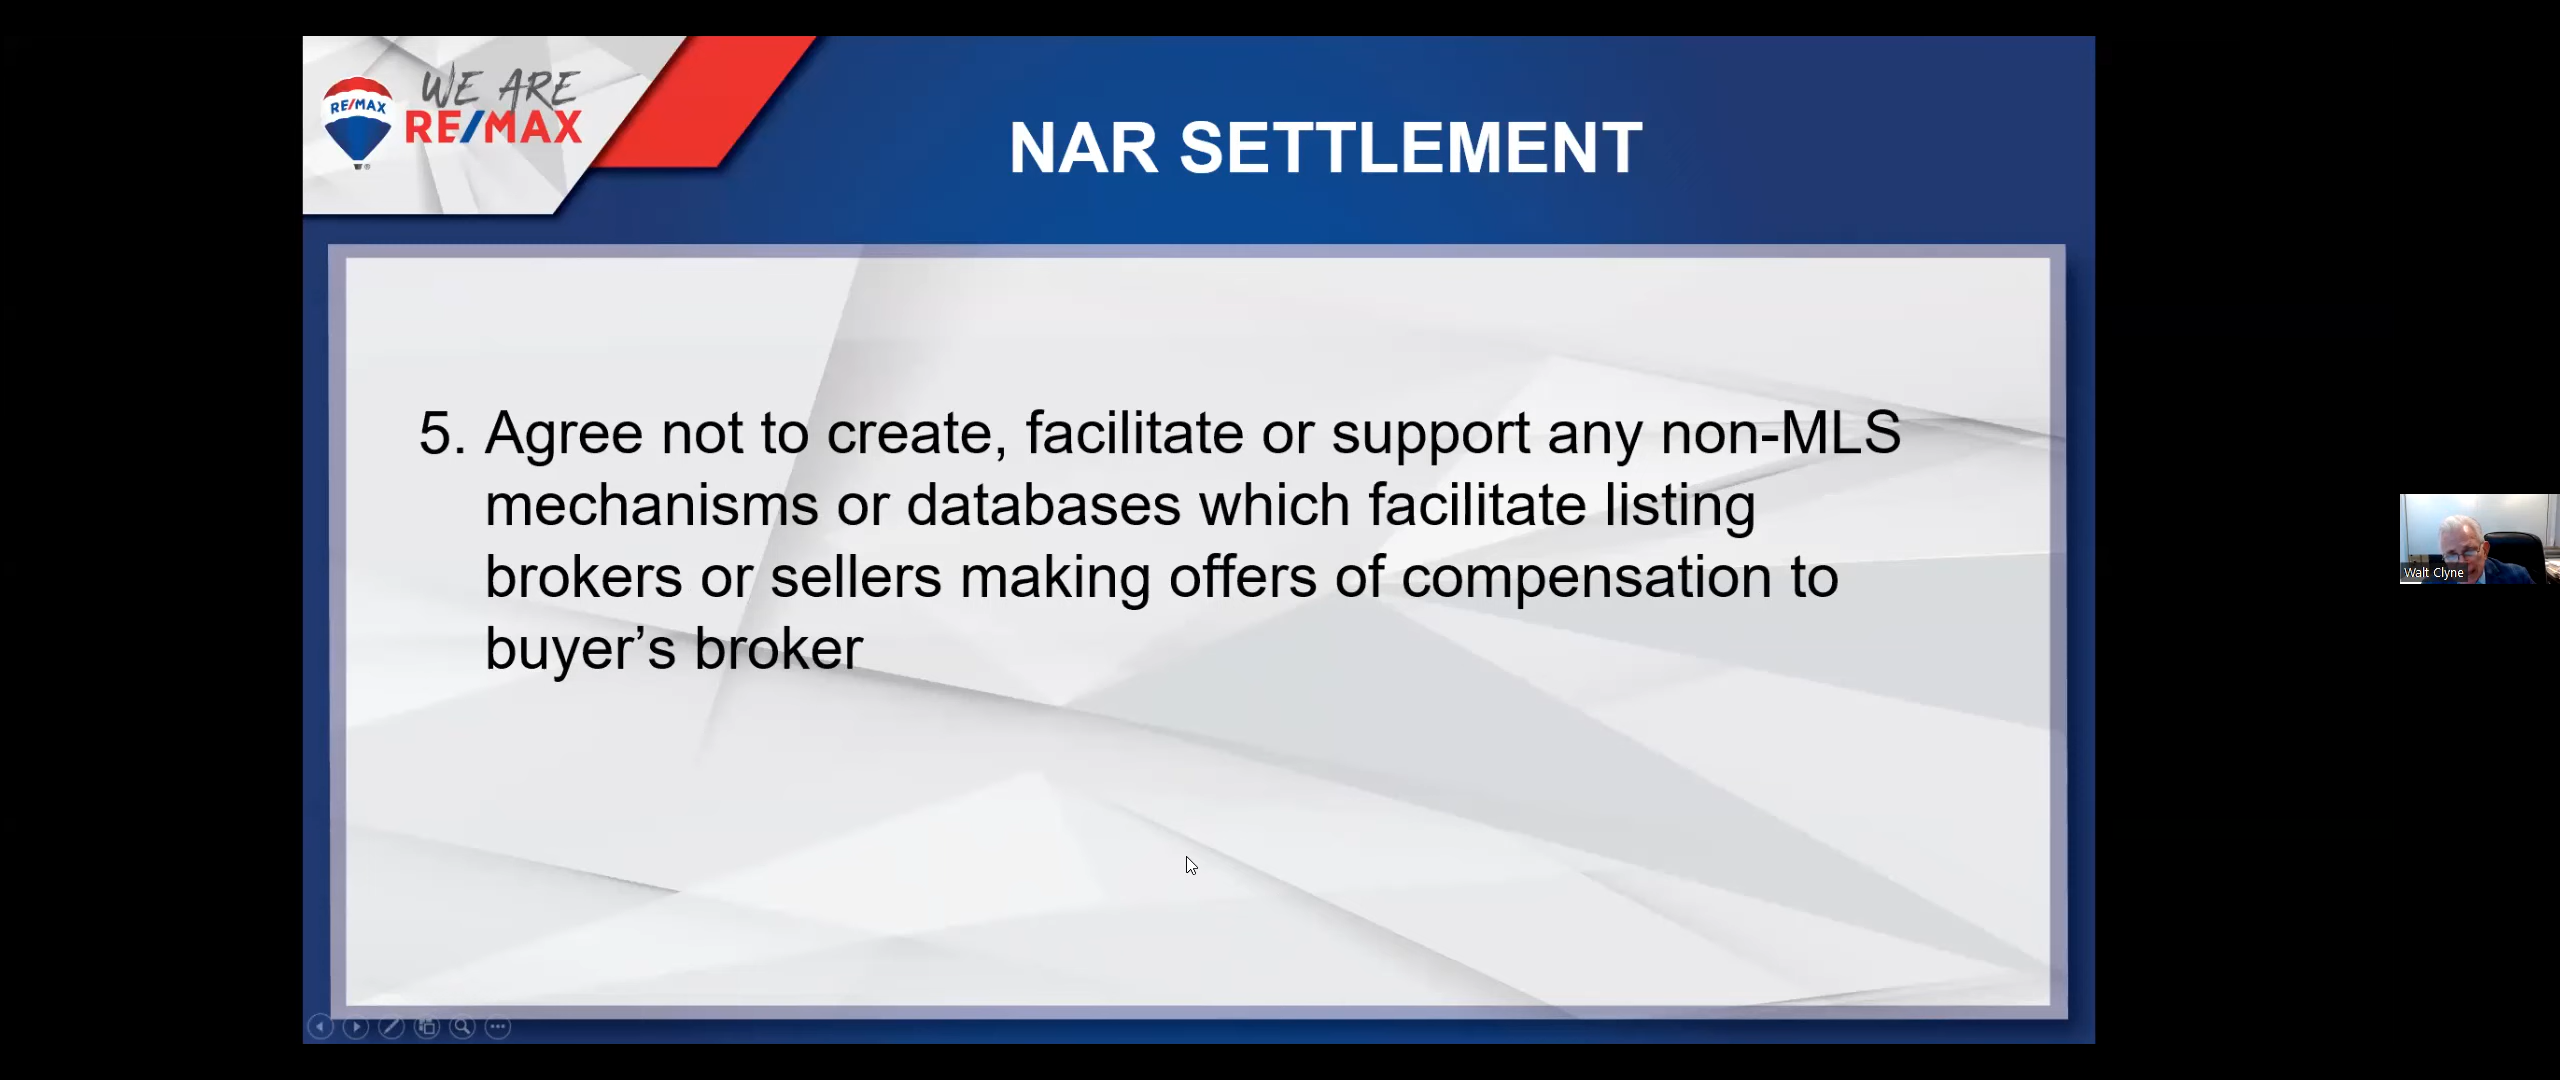 WE ARE
RE/MAX
RE/MAX
NAR SETTLEMENT
5. Agree not to create, facilitate or support any non-MLS
mechanisms or databases which facilitate listing
brokers or sellers making offers of compensation to
buyer’s broker
Walt Clyne